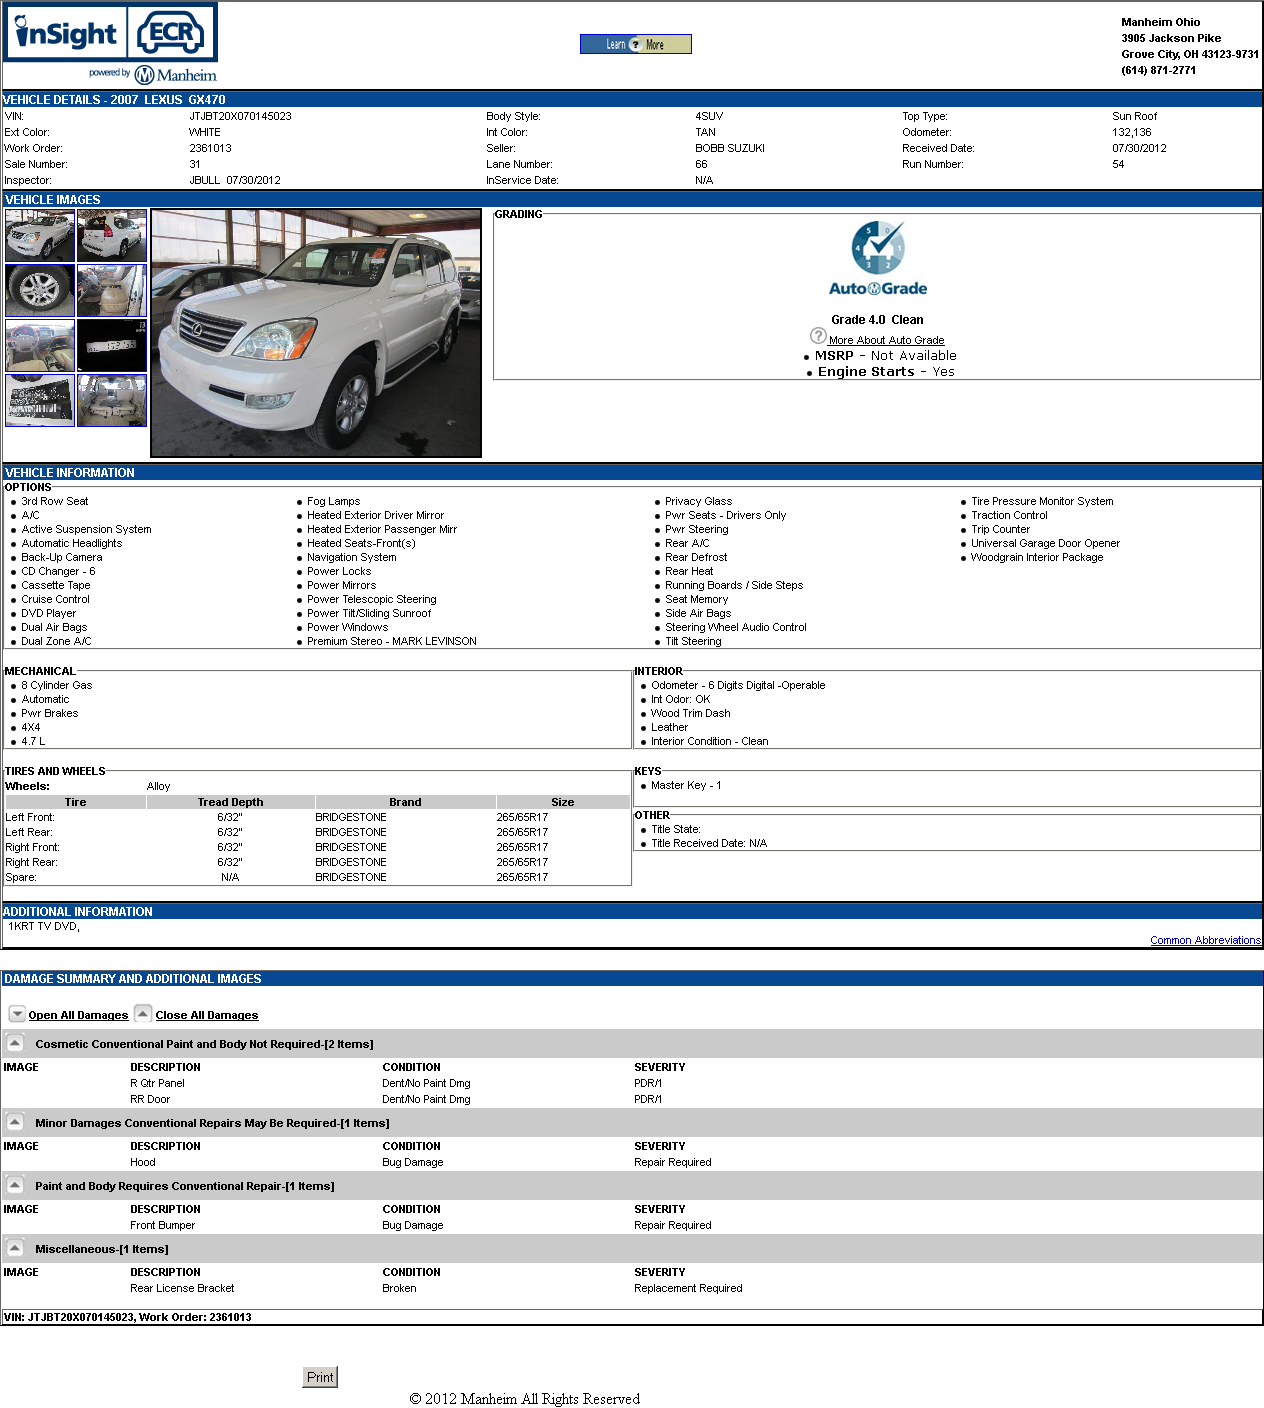 inSight ECR
powered by Manheim
Learn ? More
Manheim Ohio
3905 Jackson Pike
Grove City, OH 43123-9731
(614) 871-2771
VEHICLE DETAILS - 2007 LEXUS GX470
VIN: JTJBT20X070145023 Body Style: 4SUV Top Type: Sun Roof
Ext Color: WHITE Int Color: TAN Odometer: 132,136
Work Order: 2361013 Seller: BOBB SUZUKI Received Date: 07/30/2012
Sale Number: 31 Lane Number: 66 Run Number: 54
Inspector: JBULL 07/30/2012 InService Date: N/A
VEHICLE IMAGES
GRADING
5 0 4 1 3 2
AutoGrade
Grade 4.0 Clean
? More About Auto Grade
MSRP - Not Available
Engine Starts - Yes
VEHICLE INFORMATION
OPTIONS
3rd Row Seat Fog Lamps Privacy Glass Tire Pressure Monitor System
A/C Heated Exterior Driver Mirror Pwr Seats - Drivers Only Traction Control
Active Suspension System Heated Exterior Passenger Mirr Pwr Steering Trip Counter
Automatic Headlights Heated Seats-Front(s) Rear A/C Universal Garage Door Opener
Back-Up Camera Navigation System Rear Defrost Woodgrain Interior Package
CD Changer - 6 Power Locks Rear Heat
Cassette Tape Power Mirrors Running Boards / Side Steps
Cruise Control Power Telescopic Steering Seat Memory
DVD Player Power Tilt/Sliding Sunroof Side Air Bags
Dual Air Bags Power Windows Steering Wheel Audio Control
Dual Zone A/C Premium Stereo - MARK LEVINSON Tilt Steering
MECHANICAL
8 Cylinder Gas
Automatic
Pwr Brakes
4X4
4.7 L
INTERIOR
Odometer - 6 Digits Digital -Operable
Int Odor: OK
Wood Trim Dash
Leather
Interior Condition - Clean
TIRES AND WHEELS
Wheels: Alloy
Tire Tread Depth Brand Size
Left Front: 6/32" BRIDGESTONE 265/65R17
Left Rear: 6/32" BRIDGESTONE 265/65R17
Right Front: 6/32" BRIDGESTONE 265/65R17
Right Rear: 6/32" BRIDGESTONE 265/65R17
Spare: N/A BRIDGESTONE 265/65R17
KEYS
Master Key - 1
OTHER
Title State:
Title Received Date: N/A
ADDITIONAL INFORMATION
1KRT TV DVD,
Common Abbreviations
DAMAGE SUMMARY AND ADDITIONAL IMAGES
Open All Damages Close All Damages
Cosmetic Conventional Paint and Body Not Required-[2 Items]
IMAGE DESCRIPTION CONDITION SEVERITY
R Qtr Panel Dent/No Paint Dmg PDR/1
RR Door Dent/No Paint Dmg PDR/1
Minor Damages Conventional Repairs May Be Required-[1 Items]
IMAGE DESCRIPTION CONDITION SEVERITY
Hood Bug Damage Repair Required
Paint and Body Requires Conventional Repair-[1 Items]
IMAGE DESCRIPTION CONDITION SEVERITY
Front Bumper Bug Damage Repair Required
Miscellaneous-[1 Items]
IMAGE DESCRIPTION CONDITION SEVERITY
Rear License Bracket Broken Replacement Required
VIN: JTJBT20X070145023, Work Order: 2361013
Print
© 2012 Manheim All Rights Reserved